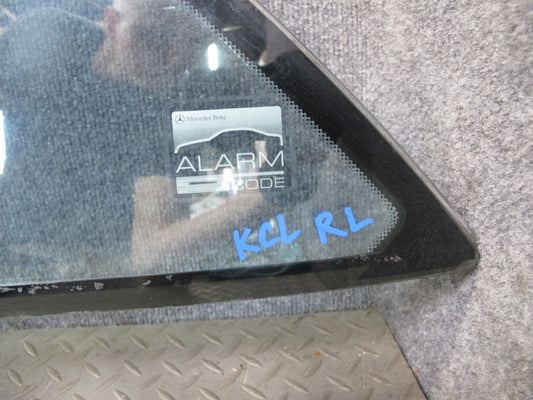 Mercedes-Benz
ALARM
CODE
KCL RL